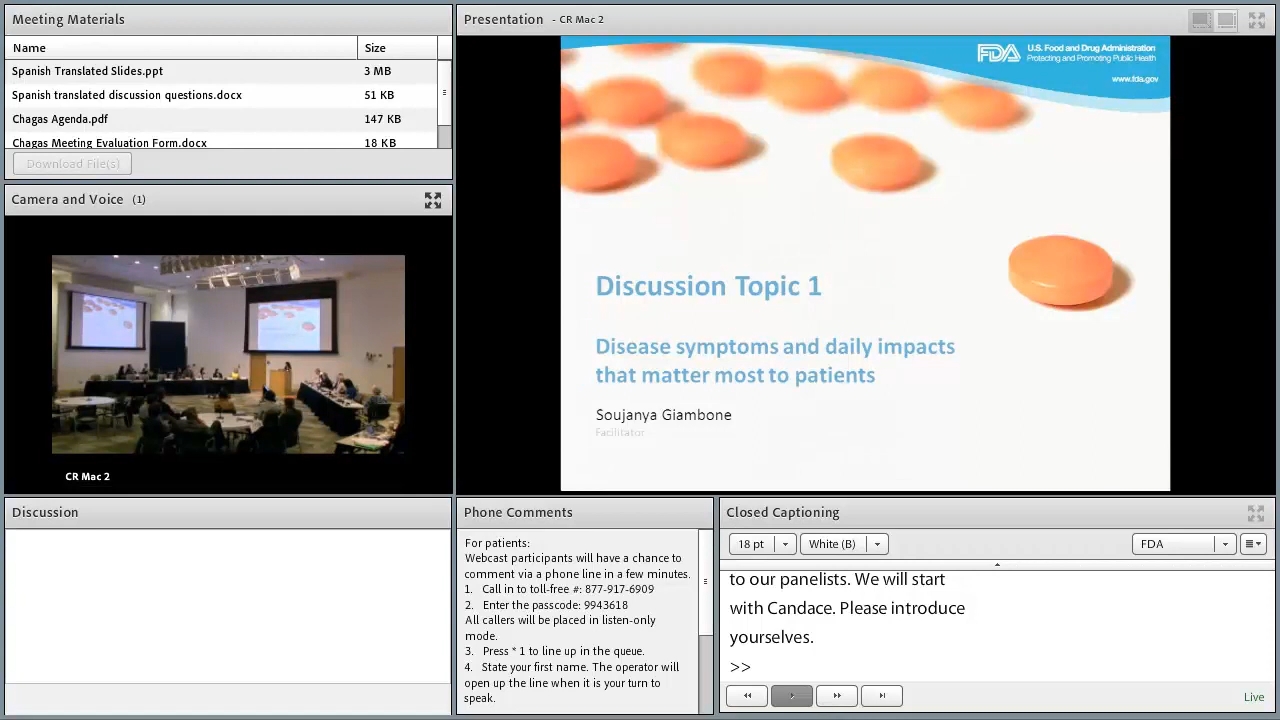 Meeting Materials
Name Size
Spanish Translated Slides.ppt 3 MB
Spanish translated discussion questions.docx 51 KB
Chagas Agenda.pdf 147 KB
Chagas Meeting Evaluation Form.docx 18 KB
Download File(s)
Camera and Voice (1)
CR Mac 2
Discussion
Presentation - CR Mac 2
FDA U.S. Food and Drug Administration
Protecting and Promoting Public Health
www.fda.gov
Discussion Topic 1
Disease symptoms and daily impacts
that matter most to patients
Soujanya Giambone
Facilitator
Phone Comments
For patients:
Webcast participants will have a chance to
comment via a phone line in a few minutes.
1. Call in to toll-free #: 877-917-6909
2. Enter the passcode: 9943618
All callers will be placed in listen-only
mode.
3. Press * 1 to line up in the queue.
4. State your first name. The operator will
open up the line when it is your turn to
speak.
Closed Captioning
18 pt White (B) FDA
to our panelists. We will start
with Candace. Please introduce
yourselves.
>>
Live